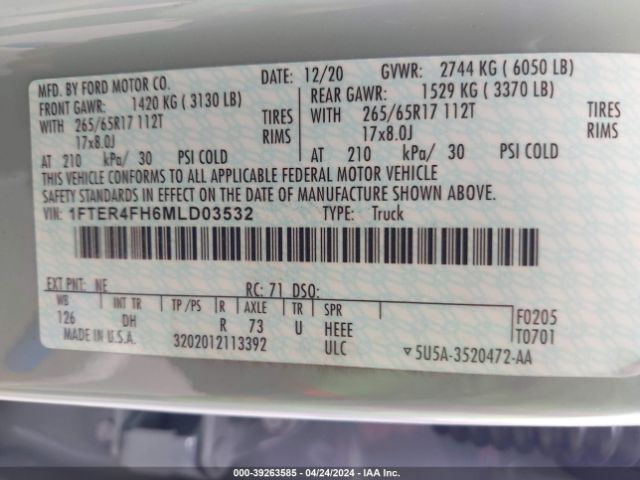 MFD. BY FORD MOTOR CO.
DATE: 12/20 GVWR: 2744 KG ( 6050 LB)
FRONT GAWR: 1420 KG ( 3130 LB)
REAR GAWR: 1529 KG ( 3370 LB)
WITH 265/65R17 112T TIRES
WITH 265/65R17 112T TIRES
17x8.0J RIMS
17x8.0J RIMS
AT 210 kPa/ 30 PSI COLD
AT 210 kPa/ 30 PSI COLD
THIS VEHICLE CONFORMS TO ALL APPLICABLE FEDERAL MOTOR VEHICLE
SAFETY STANDARDS IN EFFECT ON THE DATE OF MANUFACTURE SHOWN ABOVE.
VIN: 1FTER4FH6MLD03532 TYPE: Truck
EXT PNT: NE RC: 71 DSO:
WB INT TR TP/PS R AXLE TR SPR
126 DH R 73 U HEEE F0205
MADE IN U.S.A. 3202012113392 ULC T0701
▽5U5A-3520472-AA
000-39263585 - 04/24/2024 - IAA Inc.